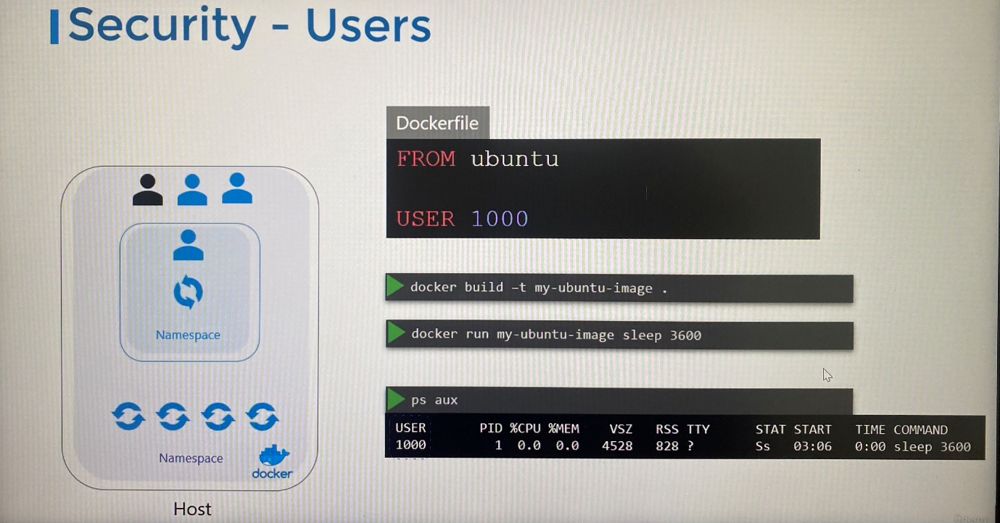 Security - Users
Dockerfile
FROM ubuntu
USER 1000
docker build –t my-ubuntu-image .
docker run my-ubuntu-image sleep 3600
ps aux
USER PID %CPU %MEM VSZ RSS TTY STAT START TIME COMMAND
1000 1 0.0 0.0 4528 828 ? Ss 03:06 0:00 sleep 3600
Namespace
Namespace
docker
Host